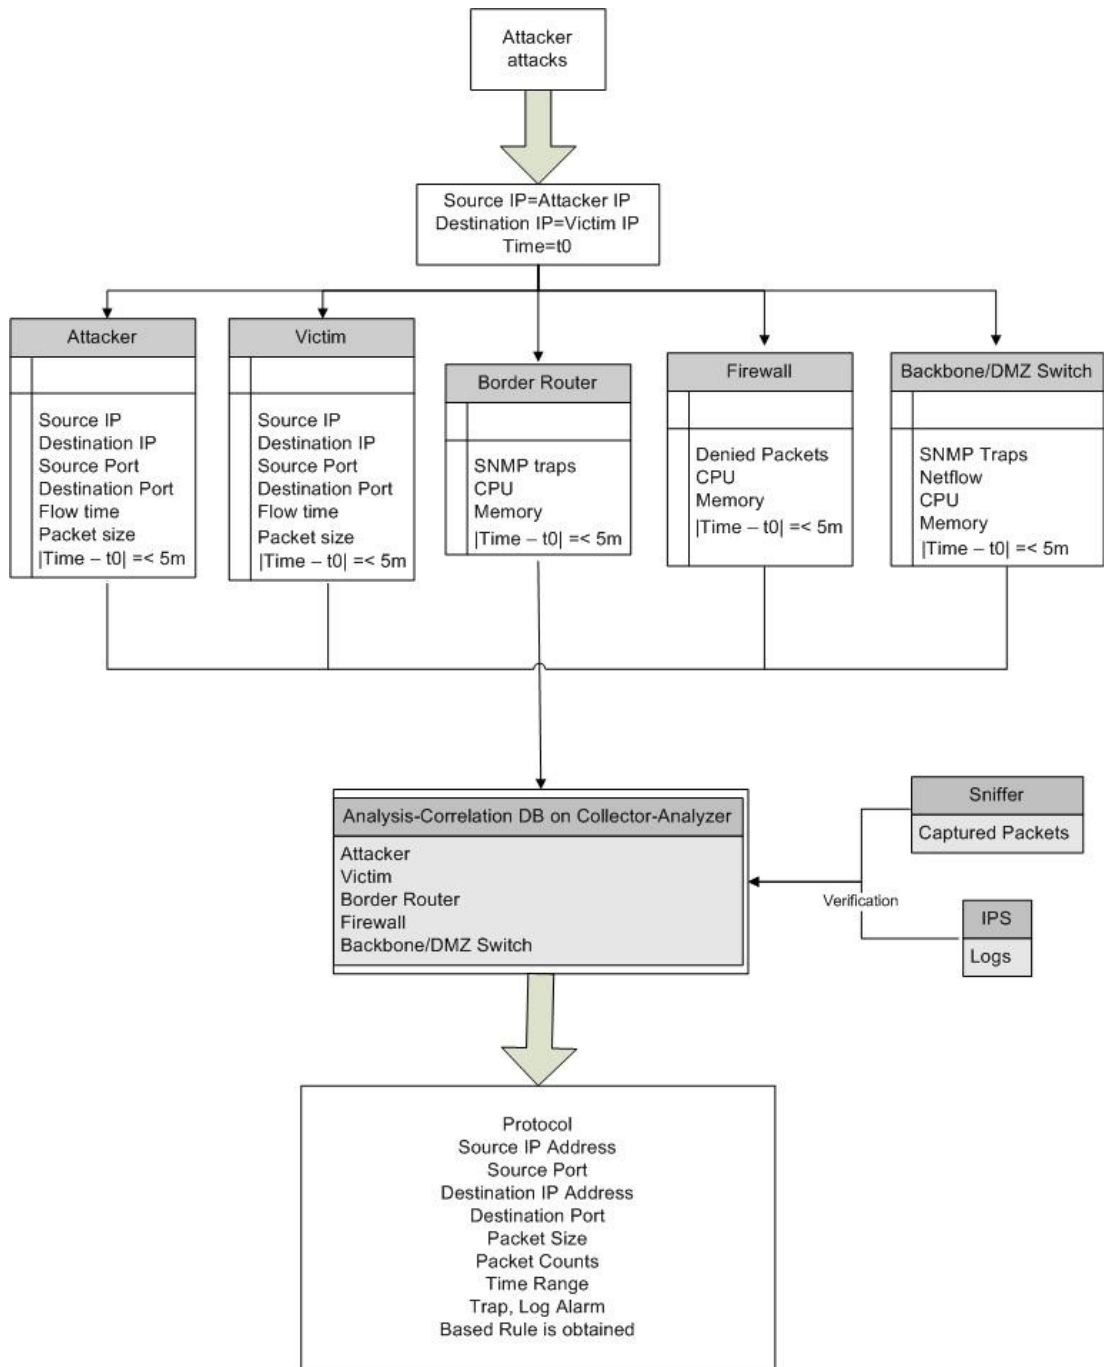 Attacker
attacks
Source IP=Attacker IP
Destination IP=Victim IP
Time=t0
Attacker
Source IP
Destination IP
Source Port
Destination Port
Flow time
Packet size
|Time – t0| =< 5m
Victim
Source IP
Destination IP
Source Port
Destination Port
Flow time
Packet size
|Time – t0| =< 5m
Border Router
SNMP traps
CPU
Memory
|Time – t0| =< 5m
Firewall
Denied Packets
CPU
Memory
|Time – t0| =< 5m
Backbone/DMZ Switch
SNMP Traps
Netflow
CPU
Memory
|Time – t0| =< 5m
Analysis-Correlation DB on Collector-Analyzer
Attacker
Victim
Border Router
Firewall
Backbone/DMZ Switch
Sniffer
Captured Packets
Verification
IPS
Logs
Protocol
Source IP Address
Source Port
Destination IP Address
Destination Port
Packet Size
Packet Counts
Time Range
Trap, Log Alarm
Based Rule is obtained